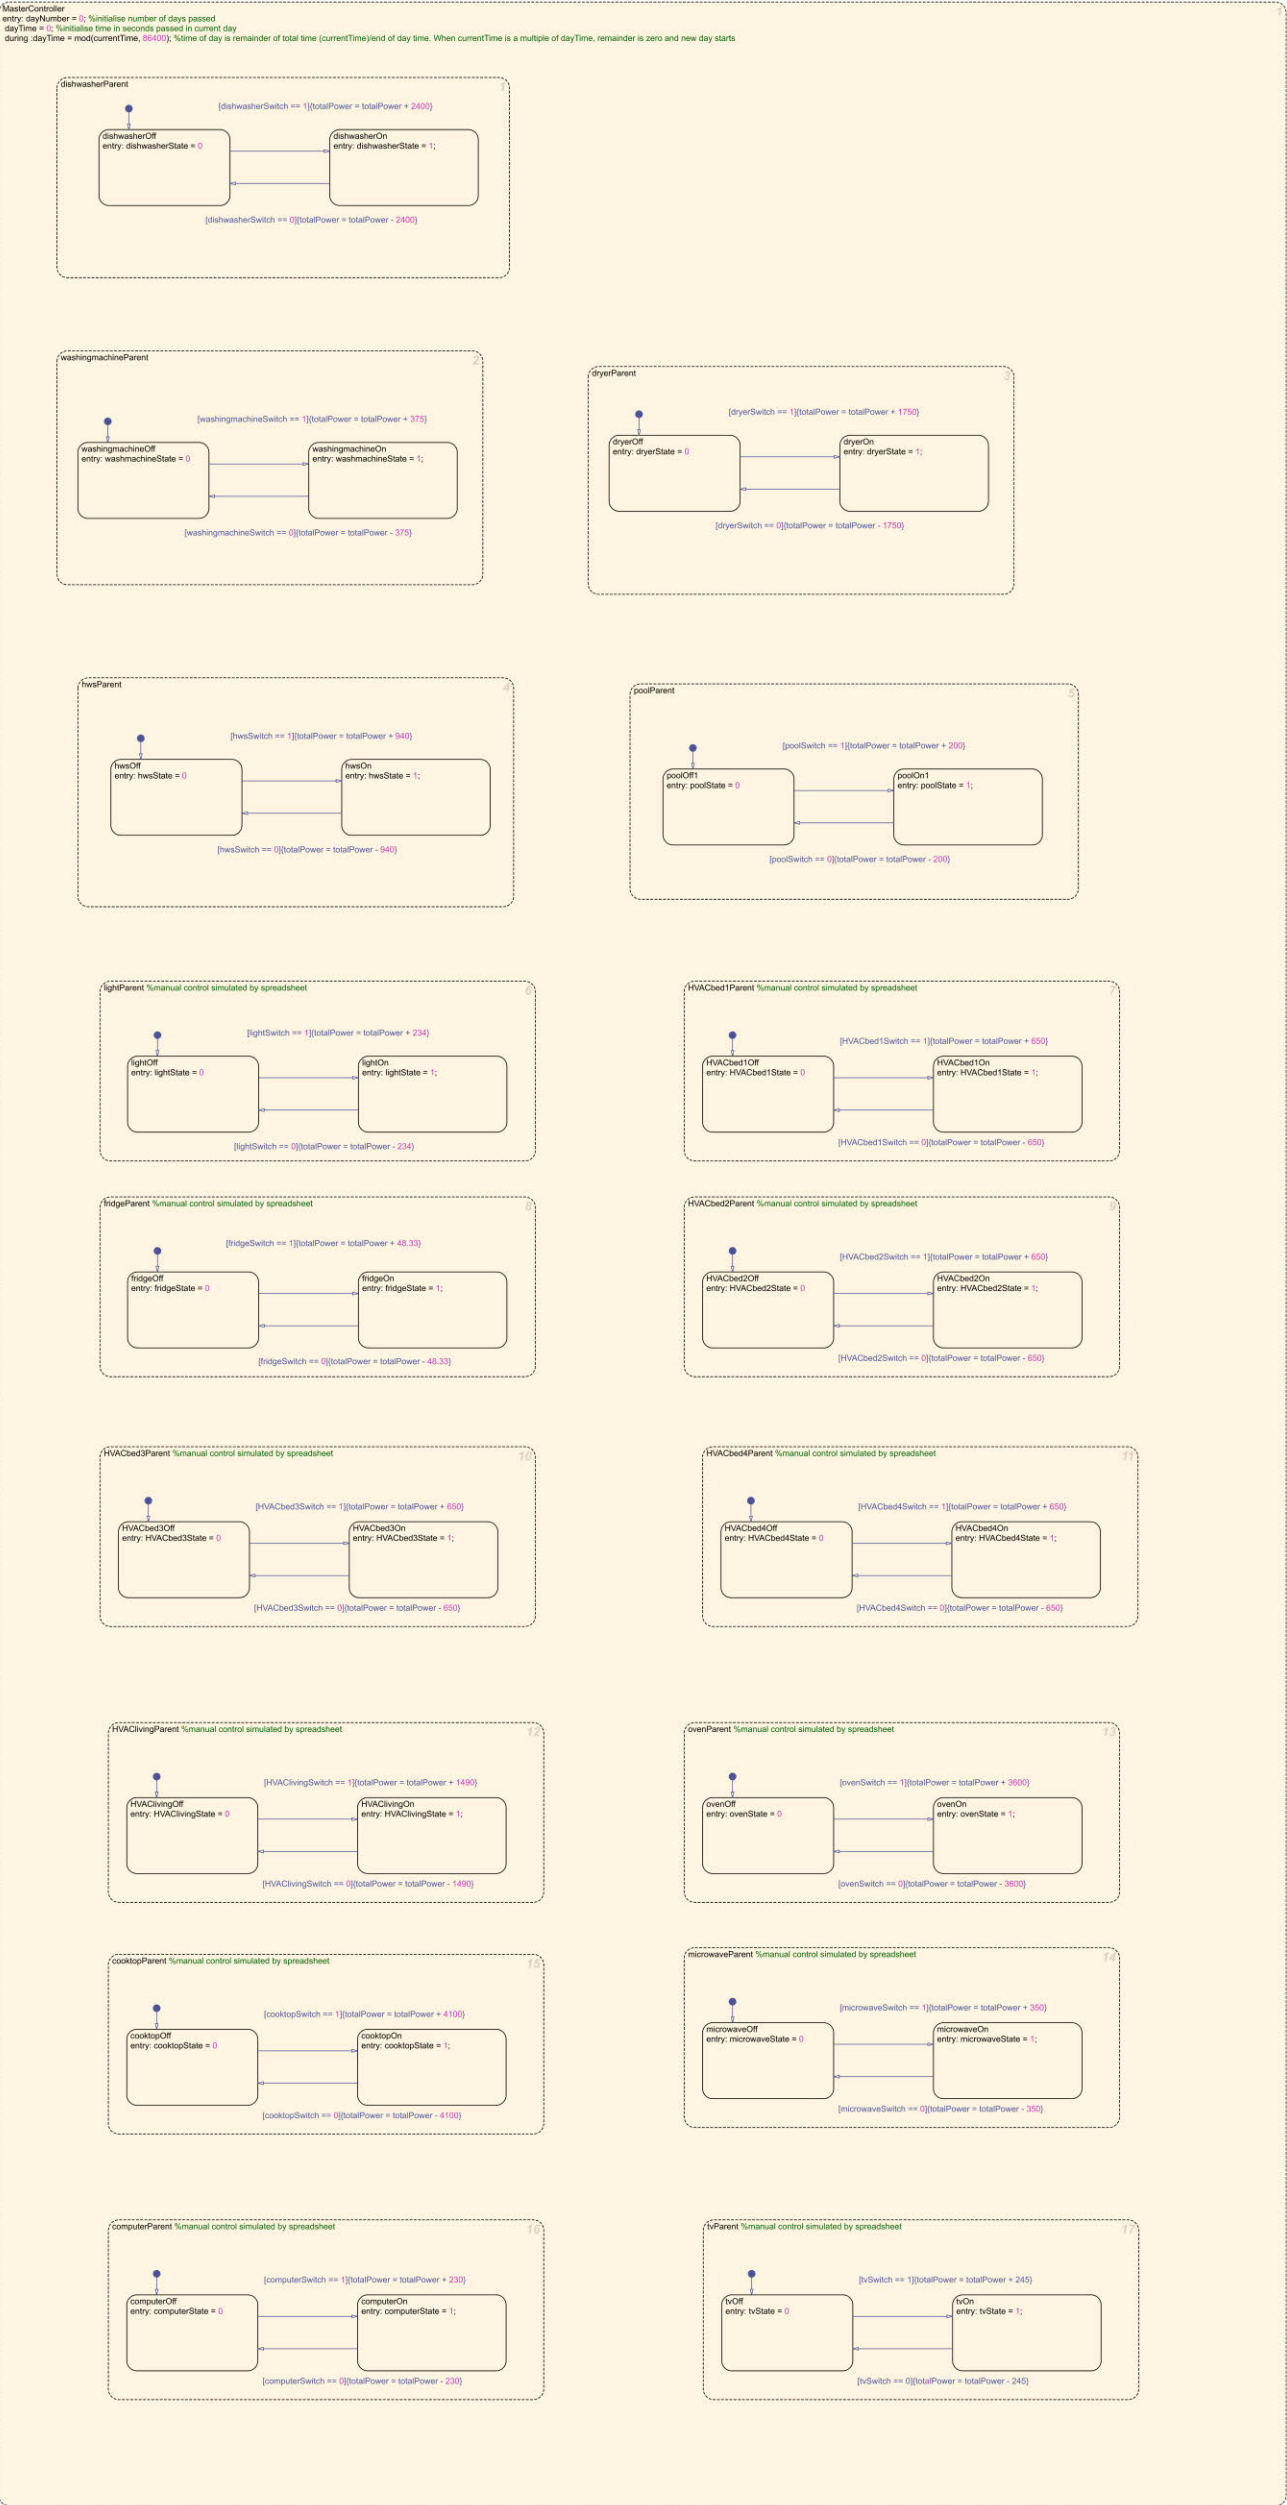 MasterController
1
entry: dayNumber = 0; %initialise number of days passed
dayTime = 0; %initialise time in seconds passed in current day
during :dayTime = mod(currentTime, 86400); %time of day is remainder of total time (currentTime)/end of day time. When currentTime is a multiple of dayTime, remainder is zero and new day starts
dishwasherParent
1
[dishwasherSwitch == 1]{totalPower = totalPower + 2400}
dishwasherOff
entry: dishwasherState = 0
dishwasherOn
entry: dishwasherState = 1;
[dishwasherSwitch == 0]{totalPower = totalPower - 2400}
washingmachineParent
2
[washingmachineSwitch == 1]{totalPower = totalPower + 375}
washingmachineOff
entry: washmachineState = 0
washingmachineOn
entry: washmachineState = 1;
[washingmachineSwitch == 0]{totalPower = totalPower - 375}
dryerParent
3
[dryerSwitch == 1]{totalPower = totalPower + 1750}
dryerOff
entry: dryerState = 0
dryerOn
entry: dryerState = 1;
[dryerSwitch == 0]{totalPower = totalPower - 1750}
hwsParent
4
[hwsSwitch == 1]{totalPower = totalPower + 940}
hwsOff
entry: hwsState = 0
hwsOn
entry: hwsState = 1;
[hwsSwitch == 0]{totalPower = totalPower - 940}
poolParent
5
[poolSwitch == 1]{totalPower = totalPower + 200}
poolOff1
entry: poolState = 0
poolOn1
entry: poolState = 1;
[poolSwitch == 0]{totalPower = totalPower - 200}
lightParent %manual control simulated by spreadsheet
6
[lightSwitch == 1]{totalPower = totalPower + 234}
lightOff
entry: lightState = 0
lightOn
entry: lightState = 1;
[lightSwitch == 0]{totalPower = totalPower - 234}
HVACbed1Parent %manual control simulated by spreadsheet
7
[HVACbed1Switch == 1]{totalPower = totalPower + 650}
HVACbed1Off
entry: HVACbed1State = 0
HVACbed1On
entry: HVACbed1State = 1;
[HVACbed1Switch == 0]{totalPower = totalPower - 650}
fridgeParent %manual control simulated by spreadsheet
8
[fridgeSwitch == 1]{totalPower = totalPower + 48.33}
fridgeOff
entry: fridgeState = 0
fridgeOn
entry: fridgeState = 1;
[fridgeSwitch == 0]{totalPower = totalPower - 48.33}
HVACbed2Parent %manual control simulated by spreadsheet
9
[HVACbed2Switch == 1]{totalPower = totalPower + 650}
HVACbed2Off
entry: HVACbed2State = 0
HVACbed2On
entry: HVACbed2State = 1;
[HVACbed2Switch == 0]{totalPower = totalPower - 650}
HVACbed3Parent %manual control simulated by spreadsheet
10
[HVACbed3Switch == 1]{totalPower = totalPower + 650}
HVACbed3Off
entry: HVACbed3State = 0
HVACbed3On
entry: HVACbed3State = 1;
[HVACbed3Switch == 0]{totalPower = totalPower - 650}
HVACbed4Parent %manual control simulated by spreadsheet
11
[HVACbed4Switch == 1]{totalPower = totalPower + 650}
HVACbed4Off
entry: HVACbed4State = 0
HVACbed4On
entry: HVACbed4State = 1;
[HVACbed4Switch == 0]{totalPower = totalPower - 650}
HVAClivingParent %manual control simulated by spreadsheet
12
[HVAClivingSwitch == 1]{totalPower = totalPower + 1490}
HVAClivingOff
entry: HVAClivingState = 0
HVAClivingOn
entry: HVAClivingState = 1;
[HVAClivingSwitch == 0]{totalPower = totalPower - 1490}
ovenParent %manual control simulated by spreadsheet
13
[ovenSwitch == 1]{totalPower = totalPower + 3600}
ovenOff
entry: ovenState = 0
ovenOn
entry: ovenState = 1;
[ovenSwitch == 0]{totalPower = totalPower - 3600}
cooktopParent %manual control simulated by spreadsheet
15
[cooktopSwitch == 1]{totalPower = totalPower + 4100}
cooktopOff
entry: cooktopState = 0
cooktopOn
entry: cooktopState = 1;
[cooktopSwitch == 0]{totalPower = totalPower - 4100}
microwaveParent %manual control simulated by spreadsheet
14
[microwaveSwitch == 1]{totalPower = totalPower + 350}
microwaveOff
entry: microwaveState = 0
microwaveOn
entry: microwaveState = 1;
[microwaveSwitch == 0]{totalPower = totalPower - 350}
computerParent %manual control simulated by spreadsheet
16
[computerSwitch == 1]{totalPower = totalPower + 230}
computerOff
entry: computerState = 0
computerOn
entry: computerState = 1;
[computerSwitch == 0]{totalPower = totalPower - 230}
tvParent %manual control simulated by spreadsheet
17
[tvSwitch == 1]{totalPower = totalPower + 245}
tvOff
entry: tvState = 0
tvOn
entry: tvState = 1;
[tvSwitch == 0]{totalPower = totalPower - 245}